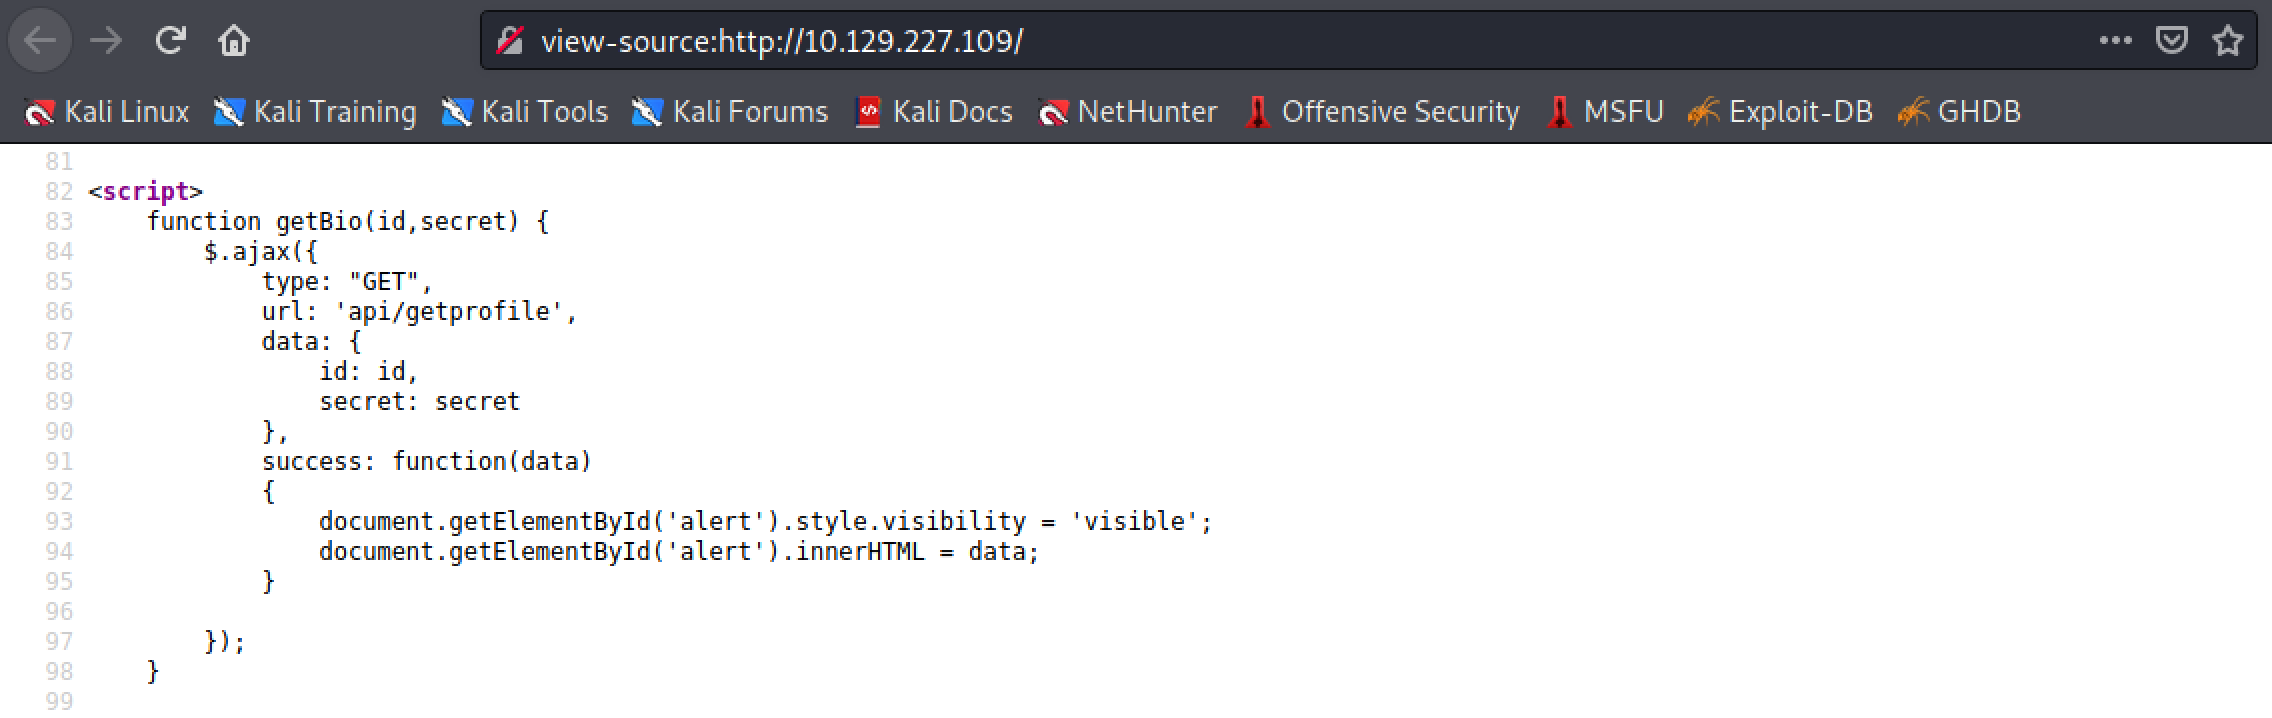 view-source:http://10.129.227.109/
Kali Linux Kali Training Kali Tools Kali Forums Kali Docs NetHunter Offensive Security MSFU Exploit-DB GHDB
81
82 <script>
83     function getBio(id,secret) {
84         $.ajax({
85             type: "GET",
86             url: 'api/getprofile',
87             data: {
88                 id: id,
89                 secret: secret
90             },
91             success: function(data)
92             {
93                 document.getElementById('alert').style.visibility = 'visible';
94                 document.getElementById('alert').innerHTML = data;
95             }
96
97         });
98     }
99